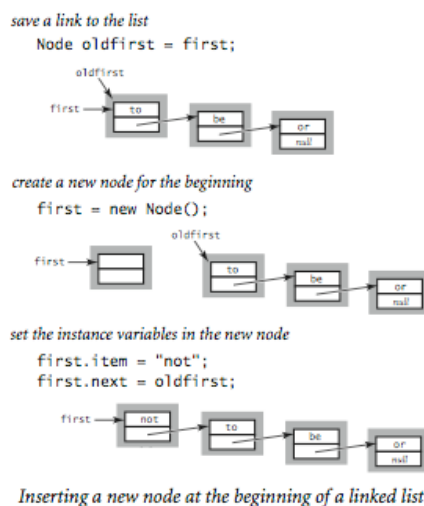 save a link to the list
Node oldfirst = first;
oldfirst
first
to
be
or
null
create a new node for the beginning
first = new Node();
oldfirst
first
to
be
or
null
set the instance variables in the new node
first.item = "not";
first.next = oldfirst;
first
not
to
be
or
null
Inserting a new node at the beginning of a linked list